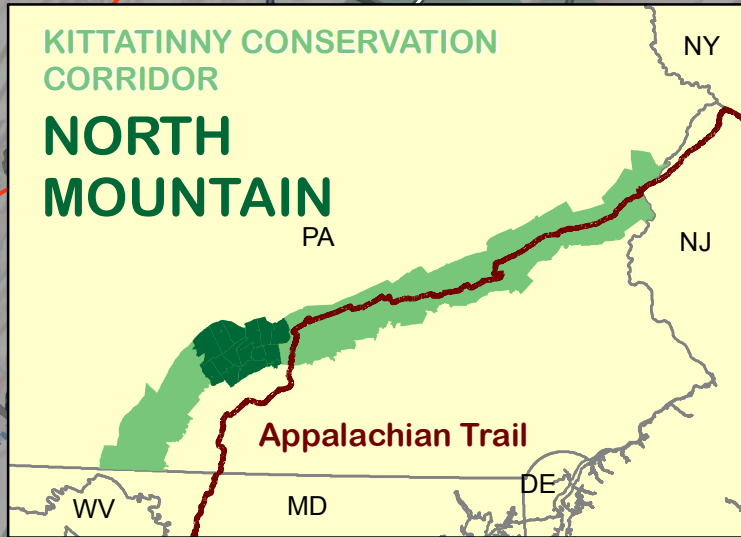 KITTATINNY CONSERVATION
CORRIDOR
NORTH
MOUNTAIN
NY
PA
NJ
Appalachian Trail
DE
WV
MD